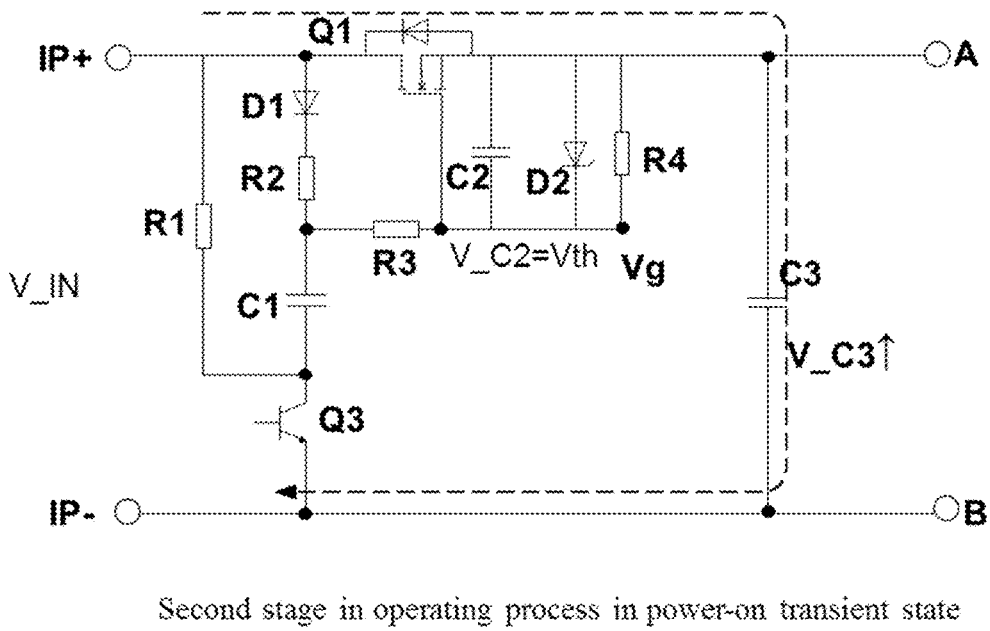 Q1
IP+
A
D1
R2
C2
D2
R4
R1
R3
V_C2=Vth
Vg
V_IN
C1
C3
V_C3↑
Q3
IP-
B
Second stage in operating process in power-on transient state